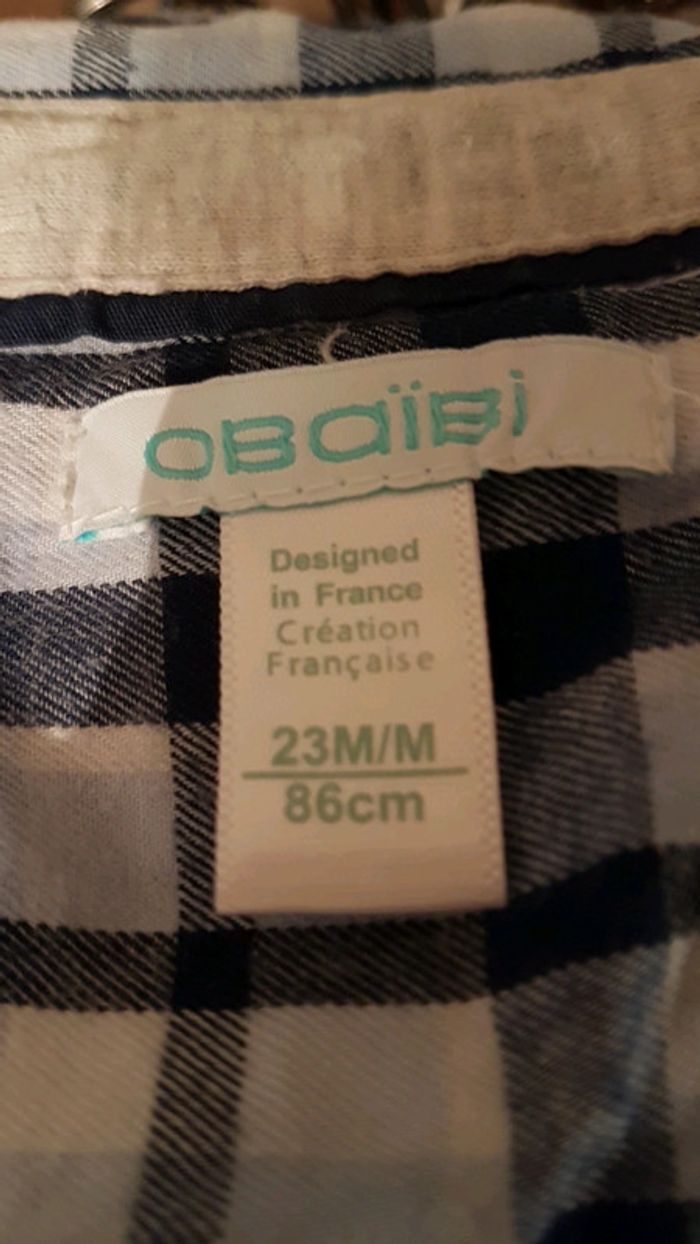 OBaïBi
Designed
in France
Création
Française
23M/M
86cm